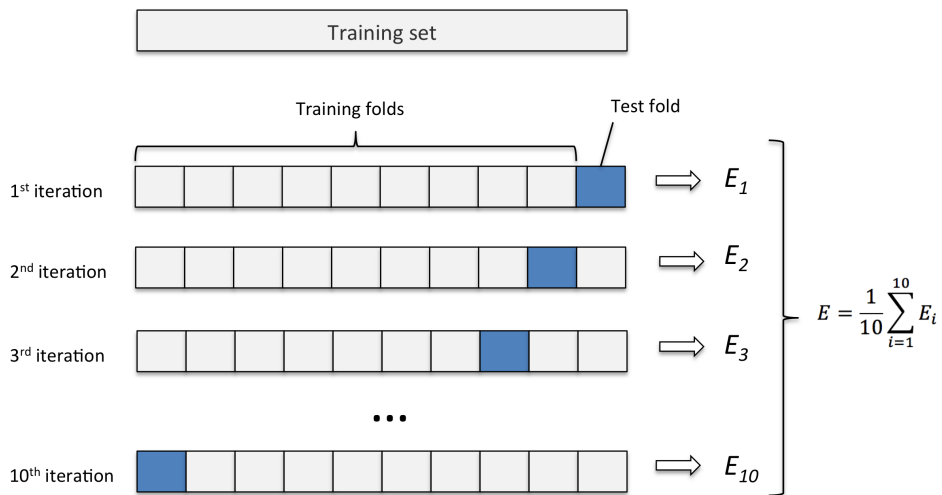 Training set
Training folds
Test fold
1st iteration
E1
2nd iteration
E2
3rd iteration
E3
...
10th iteration
E10
E = 1/10 10∑i=1 Ei